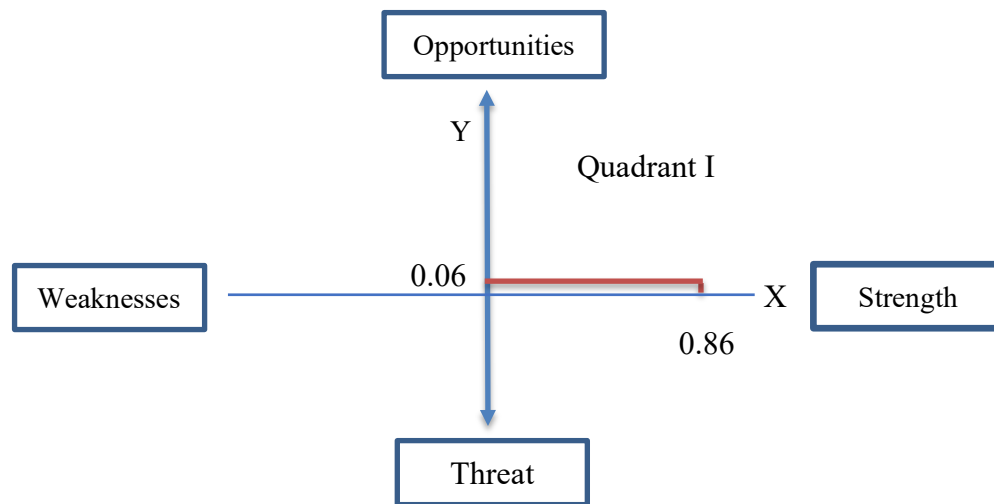 Opportunities
Y
Quadrant I
0.06
Weaknesses
X
Strength
0.86
Threat